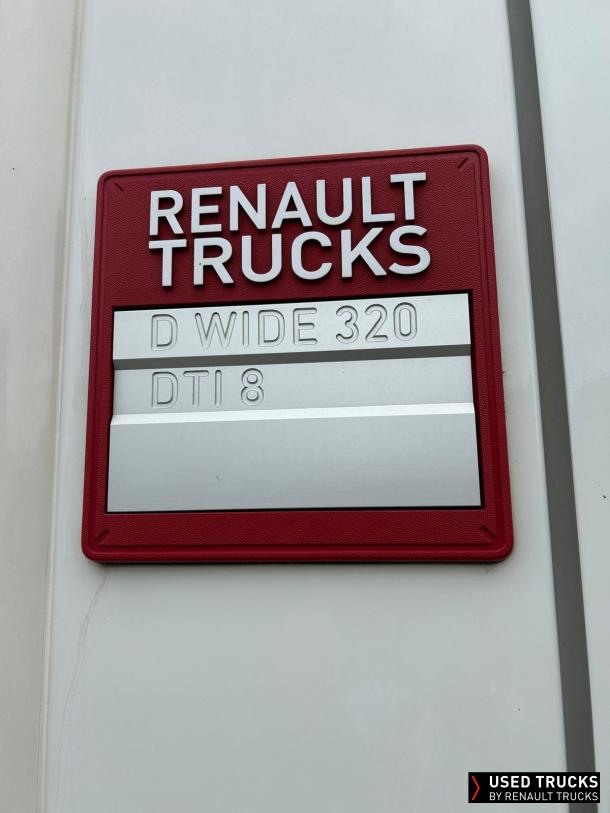 RENAULT
TRUCKS
D WIDE 320
DTI 8
USED TRUCKS
BY RENAULT TRUCKS